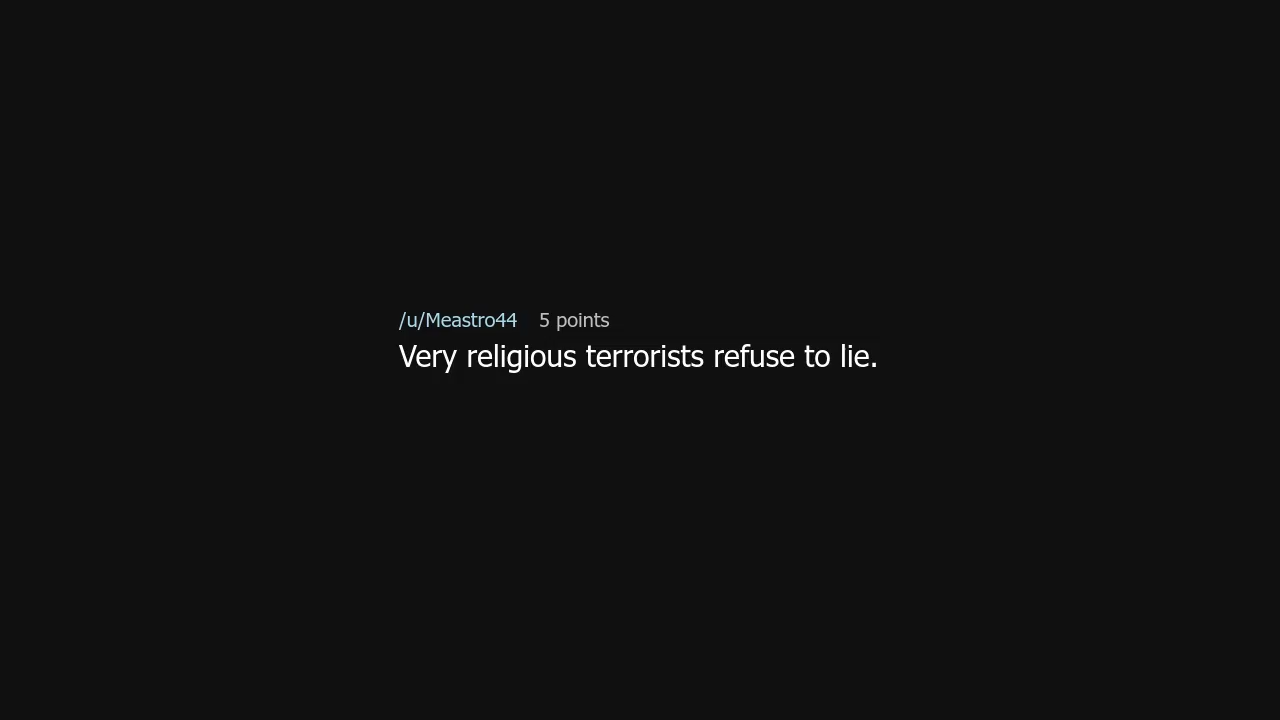 /u/Meastro44 5 points
Very religious terrorists refuse to lie.